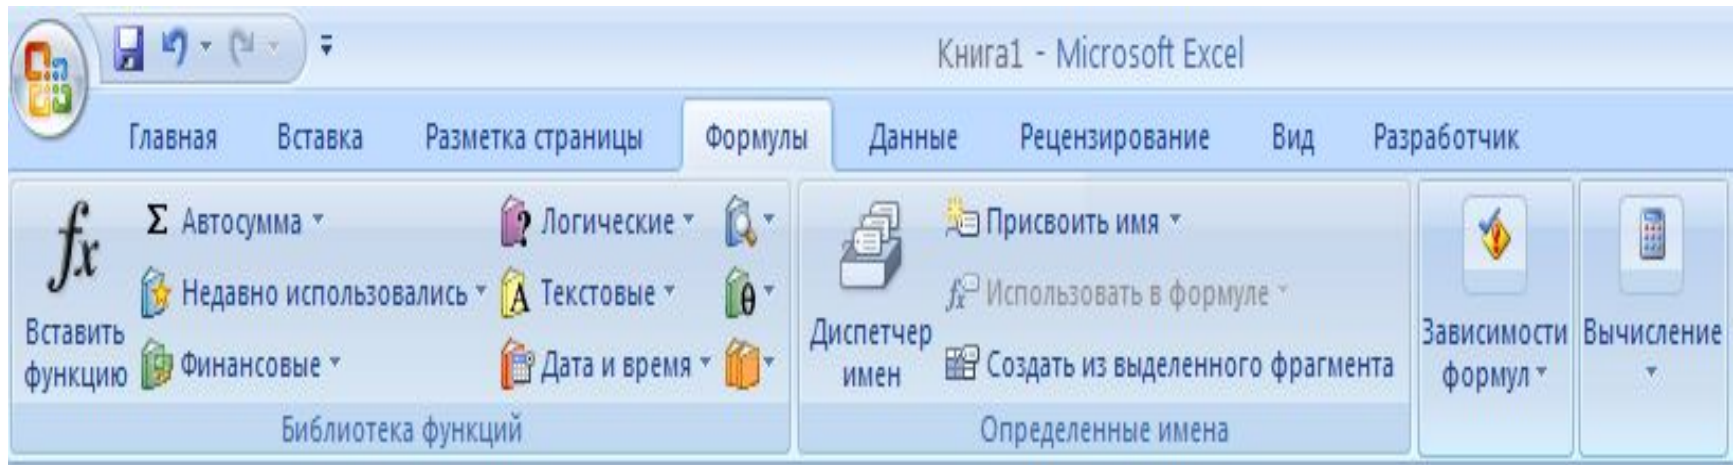 Книга1 - Microsoft Excel
Главная Вставка Разметка страницы Формулы Данные Рецензирование Вид Разработчик
fx
Вставить
функцию
Σ Автосумма
Недавно использовались
Финансовые
? Логические
A Текстовые
Дата и время
θ
Библиотека функций
Диспетчер
имен
Присвоить имя
fx Использовать в формуле
Создать из выделенного фрагмента
Определенные имена
Зависимости
формул
Вычисление